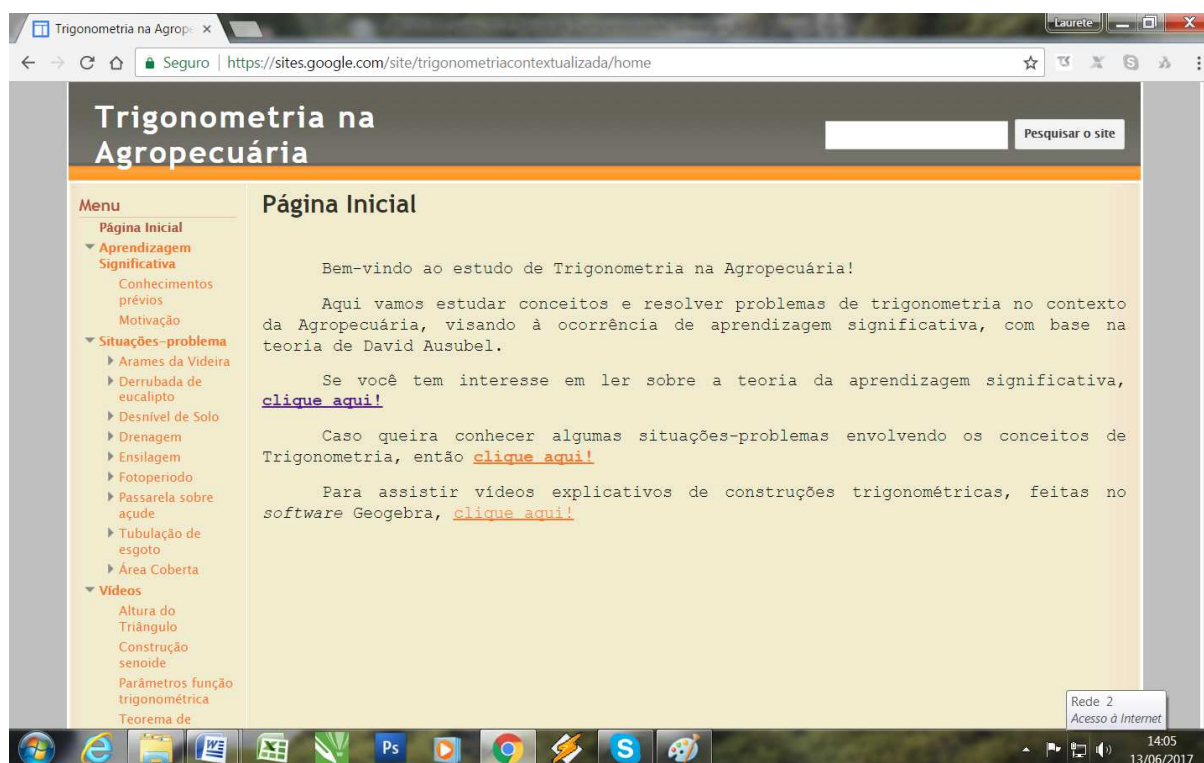 Trigonometria na Agrop
Laurete
Seguro
https://sites.google.com/site/trigonometriacontextualizada/home
Trigonometria na
Agropecuária
Pesquisar o site
Menu
Página Inicial
Aprendizagem
Significativa
Conhecimentos
prévios
Motivação
Situações-problema
Arames da Videira
Derrubada de
eucalipto
Desnível de Solo
Drenagem
Ensilagem
Fotoperiodo
Passarela sobre
açude
Tubulação de
esgoto
Área Coberta
Vídeos
Altura do
Triângulo
Construção
senoide
Parâmetros função
trigonométrica
Teorema de
Página Inicial
Bem-vindo ao estudo de Trigonometria na Agropecuária!
Aqui vamos estudar conceitos e resolver problemas de trigonometria no contexto
da Agropecuária, visando à ocorrência de aprendizagem significativa, com base na
teoria de David Ausubel.
Se você tem interesse em ler sobre a teoria da aprendizagem significativa,
clique aqui!
Caso queira conhecer algumas situações-problemas envolvendo os conceitos de
Trigonometria, então clique aqui!
Para assistir vídeos explicativos de construções trigonométricas, feitas no
software Geogebra, clique aqui!
Rede 2
Acesso à Internet
Ps
14:05
13/06/2017